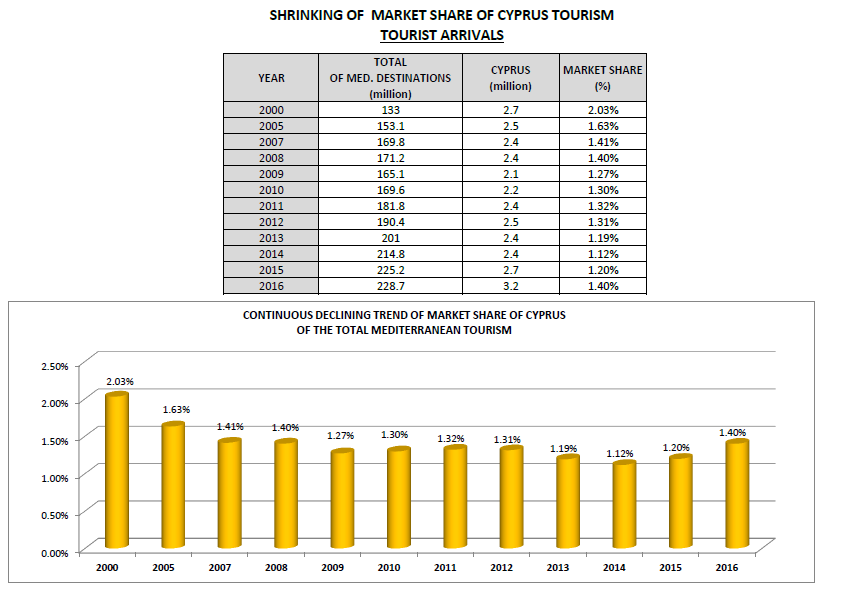 SHRINKING OF MARKET SHARE OF CYPRUS TOURISM
TOURIST ARRIVALS
YEAR TOTAL OF MED. DESTINATIONS (million) CYPRUS (million) MARKET SHARE (%)
2000 133 2.7 2.03%
2005 153.1 2.5 1.63%
2007 169.8 2.4 1.41%
2008 171.2 2.4 1.40%
2009 165.1 2.1 1.27%
2010 169.6 2.2 1.30%
2011 181.8 2.4 1.32%
2012 190.4 2.5 1.31%
2013 201 2.4 1.19%
2014 214.8 2.4 1.12%
2015 225.2 2.7 1.20%
2016 228.7 3.2 1.40%
CONTINUOUS DECLINING TREND OF MARKET SHARE OF CYPRUS
OF THE TOTAL MEDITERRANEAN TOURISM
2.50%
2.00%
1.50%
1.00%
0.50%
0.00%
2.03% 1.63% 1.41% 1.40% 1.27% 1.30% 1.32% 1.31% 1.19% 1.12% 1.20% 1.40%
2000 2005 2007 2008 2009 2010 2011 2012 2013 2014 2015 2016